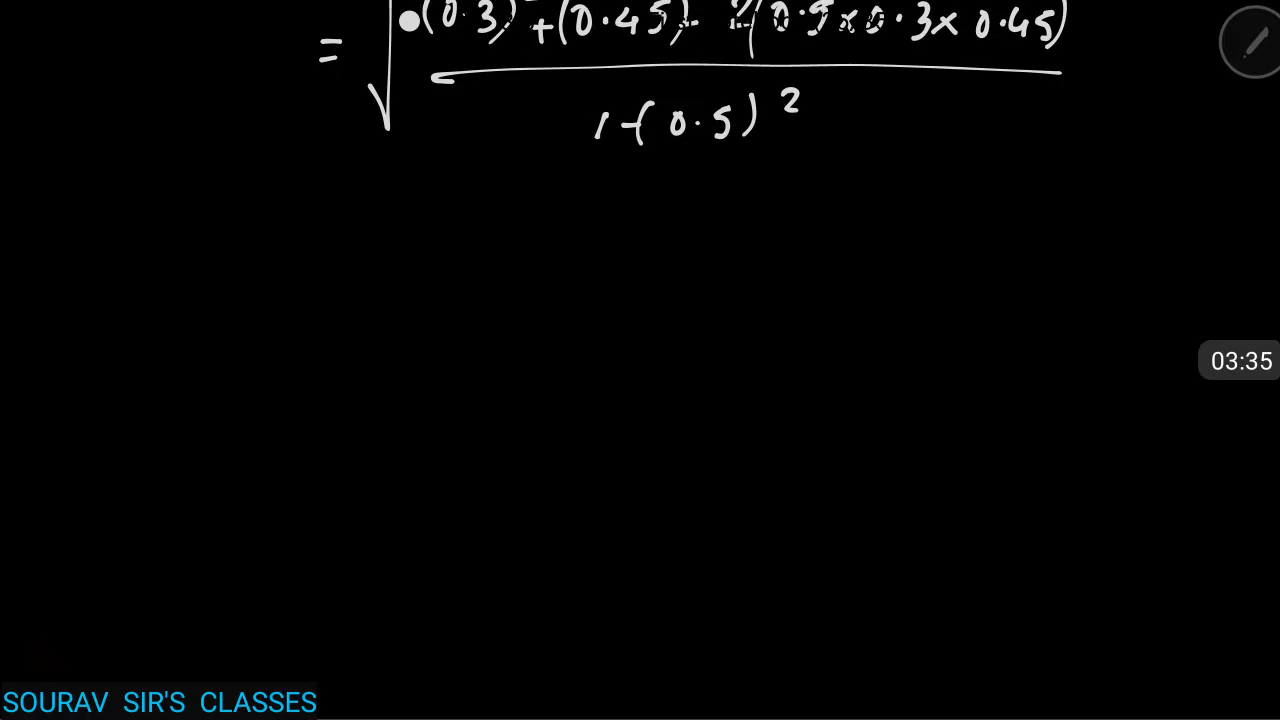 = √ (0.3)² + (0.45)² - 2(0.5 × 0.3 × 0.45)
1 - (0.5)²
03:35
SOURAV SIR'S CLASSES